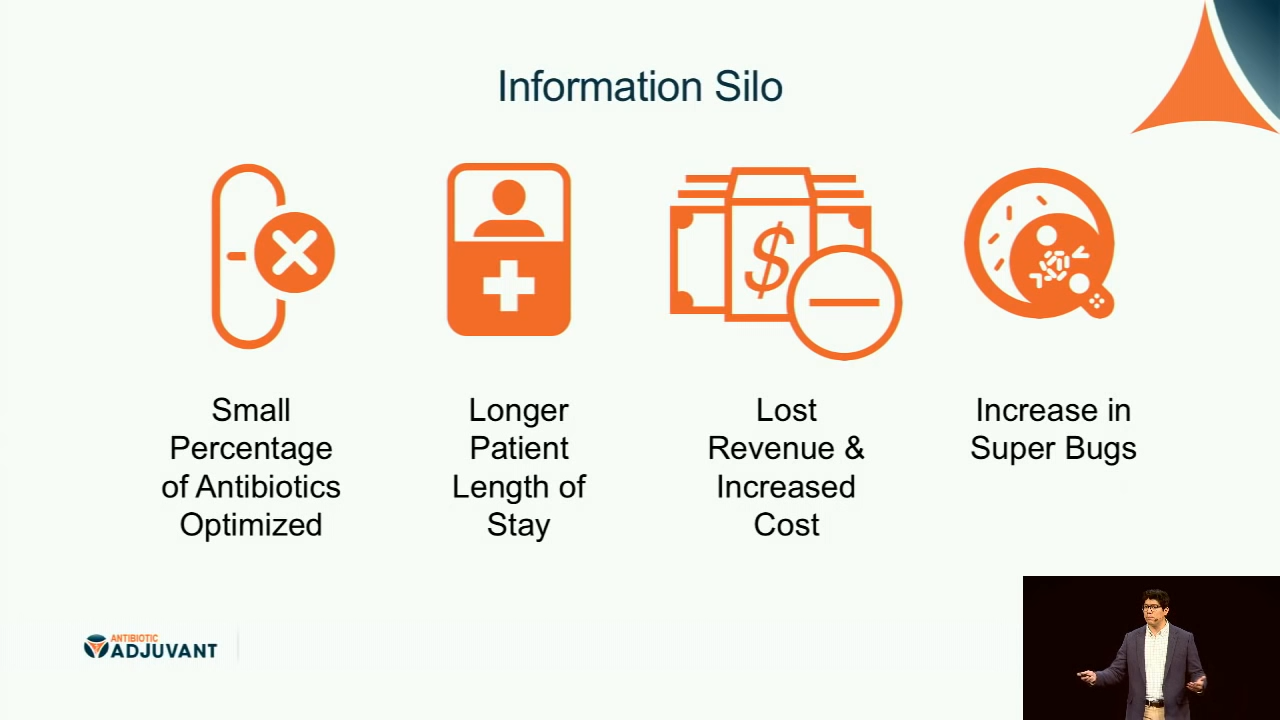 Information Silo
$
Small
Percentage
of Antibiotics
Optimized
Longer
Patient
Length of
Stay
Lost
Revenue &
Increased
Cost
Increase in
Super Bugs
ANTIBIOTIC
ADJUVANT